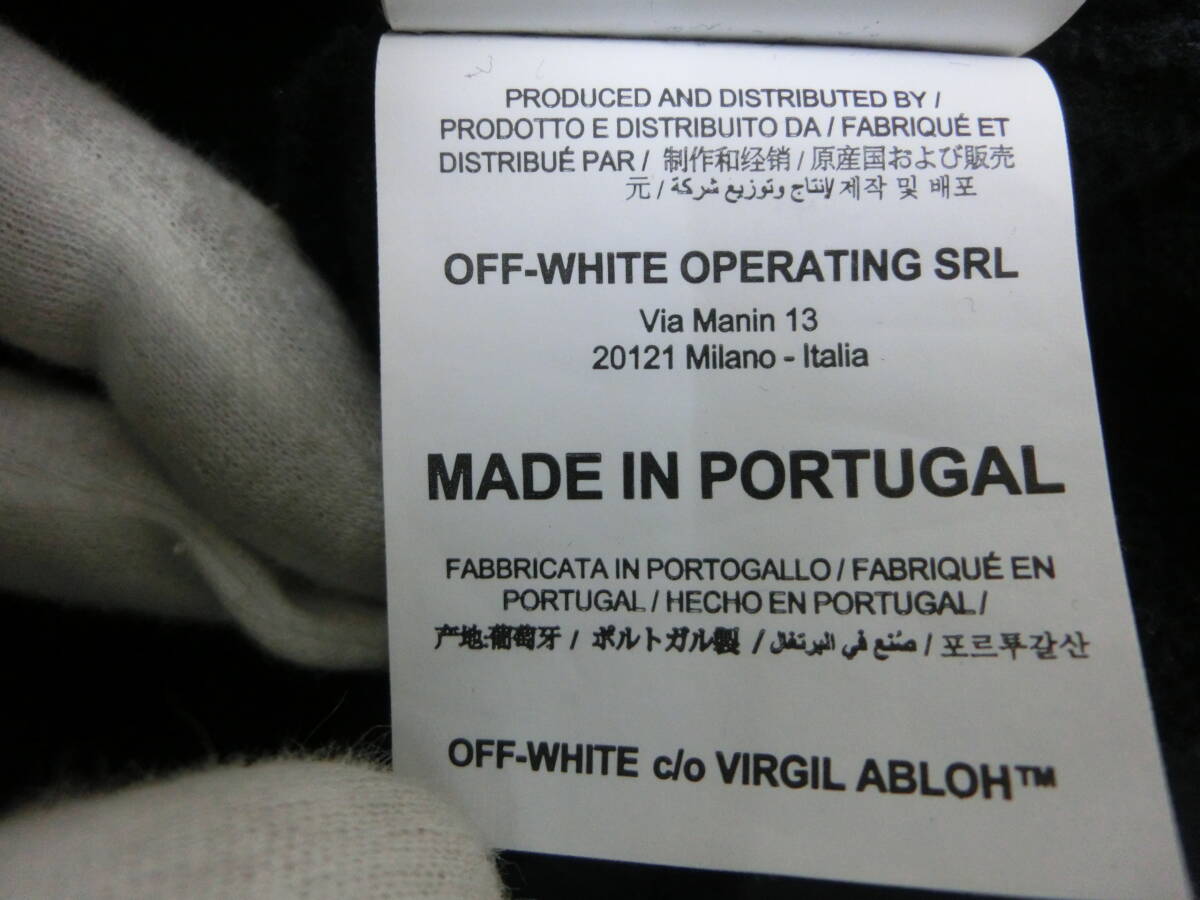 PRODUCED AND DISTRIBUTED BY /
PRODOTTO E DISTRIBUITO DA / FABRIQUÉ ET
DISTRIBUÉ PAR / 制作和经销 / 原産国および販売
元 / لإنتاج وتوزيع شركة / 제작 및 배포
OFF-WHITE OPERATING SRL
Via Manin 13
20121 Milano - Italia
MADE IN PORTUGAL
FABBRICATA IN PORTOGALLO / FABRIQUÉ EN
PORTUGAL / HECHO EN PORTUGAL /
产地:葡萄牙 / ポルトガル製 / صُنع في البرتغال / 포르투갈산
OFF-WHITE c/o VIRGIL ABLOH™